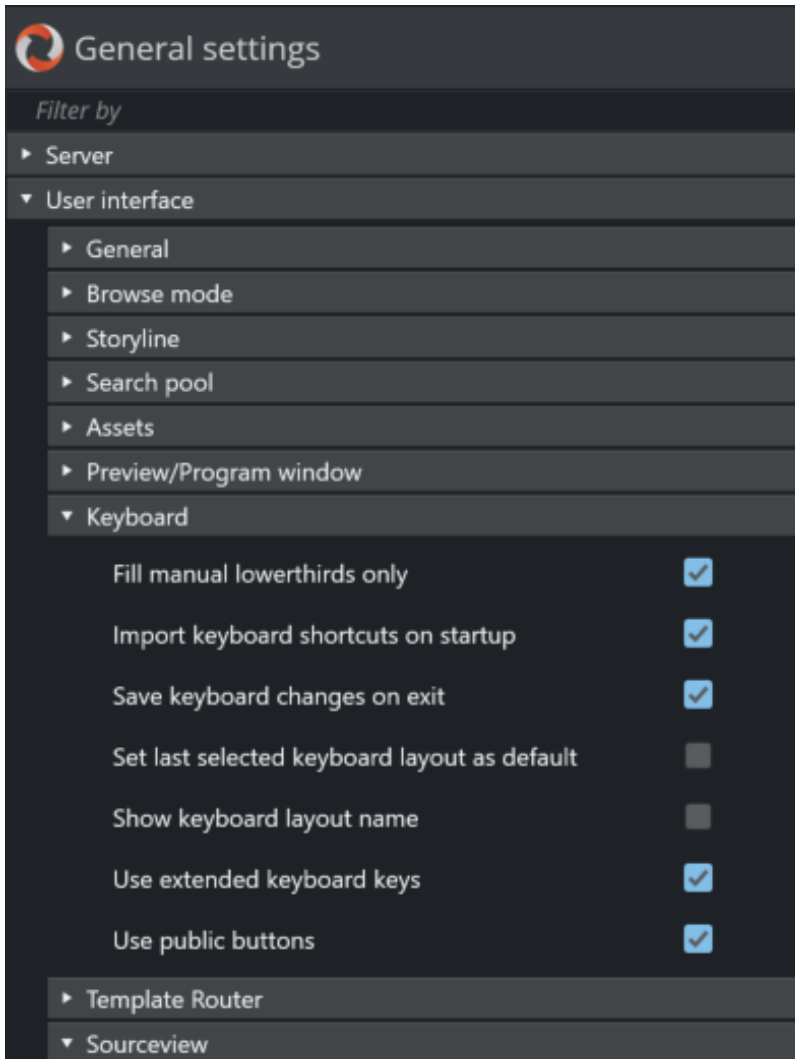 General settings
Filter by
Server
User interface
General
Browse mode
Storyline
Search pool
Assets
Preview/Program window
Keyboard
Fill manual lowerthirds only
Import keyboard shortcuts on startup
Save keyboard changes on exit
Set last selected keyboard layout as default
Show keyboard layout name
Use extended keyboard keys
Use public buttons
Template Router
Sourceview